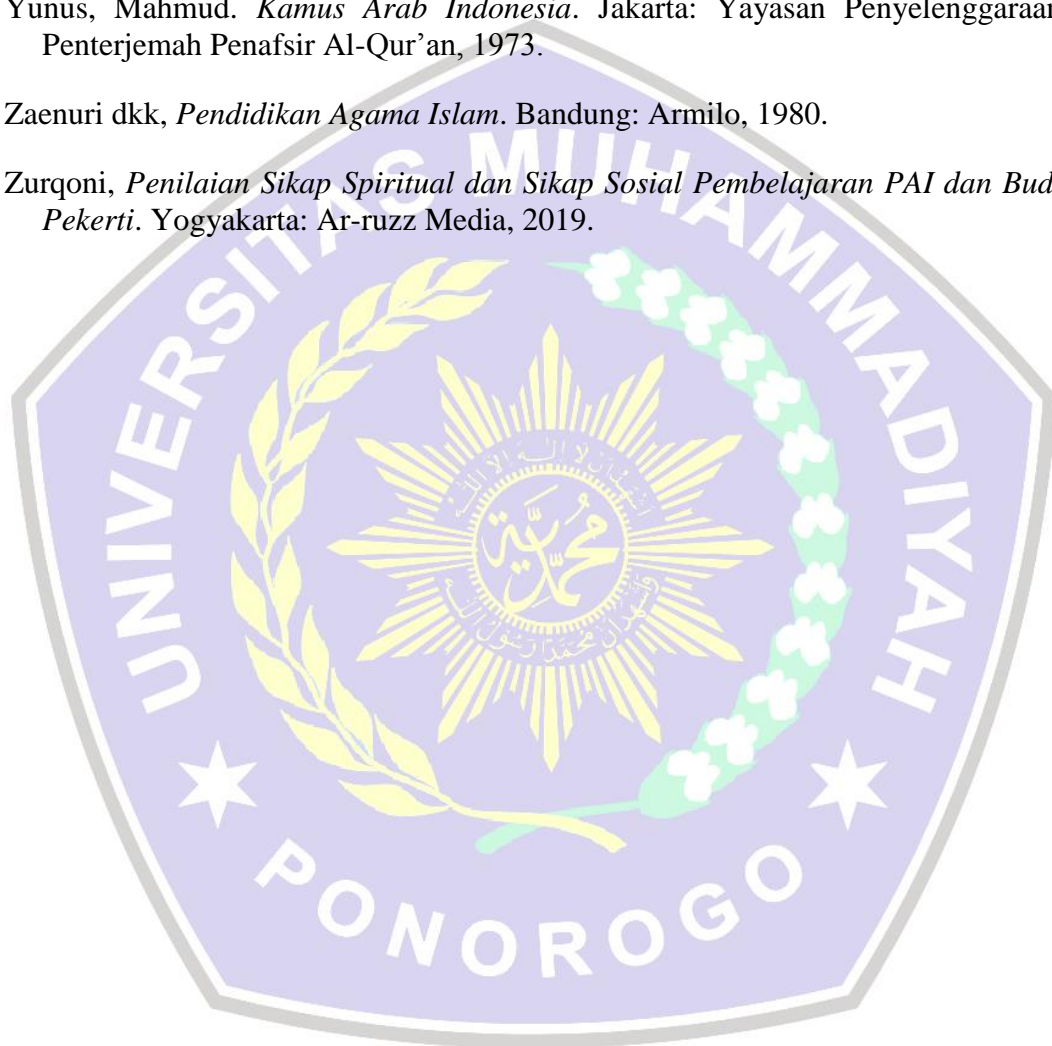 Yunus, Mahmud. Kamus Arab Indonesia. Jakarta: Yayasan Penyelenggaraan
Penterjemah Penafsir Al-Qur’an, 1973.
Zaenuri dkk, Pendidikan Agama Islam. Bandung: Armilo, 1980.
Zurqoni, Penilaian Sikap Spiritual dan Sikap Sosial Pembelajaran PAI dan Bud
Pekerti. Yogyakarta: Ar-ruzz Media, 2019.
UNIVERSITAS MUHAMMADIYAH
محمدية
PONOROGO